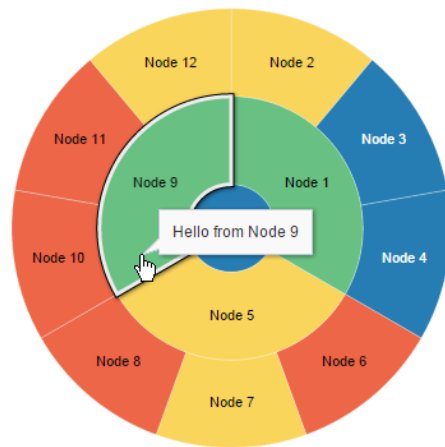 Node 12
Node 2
Node 11
Node 3
Node 9
Node 1
Hello from Node 9
Node 10
Node 4
Node 5
Node 8
Node 6
Node 7